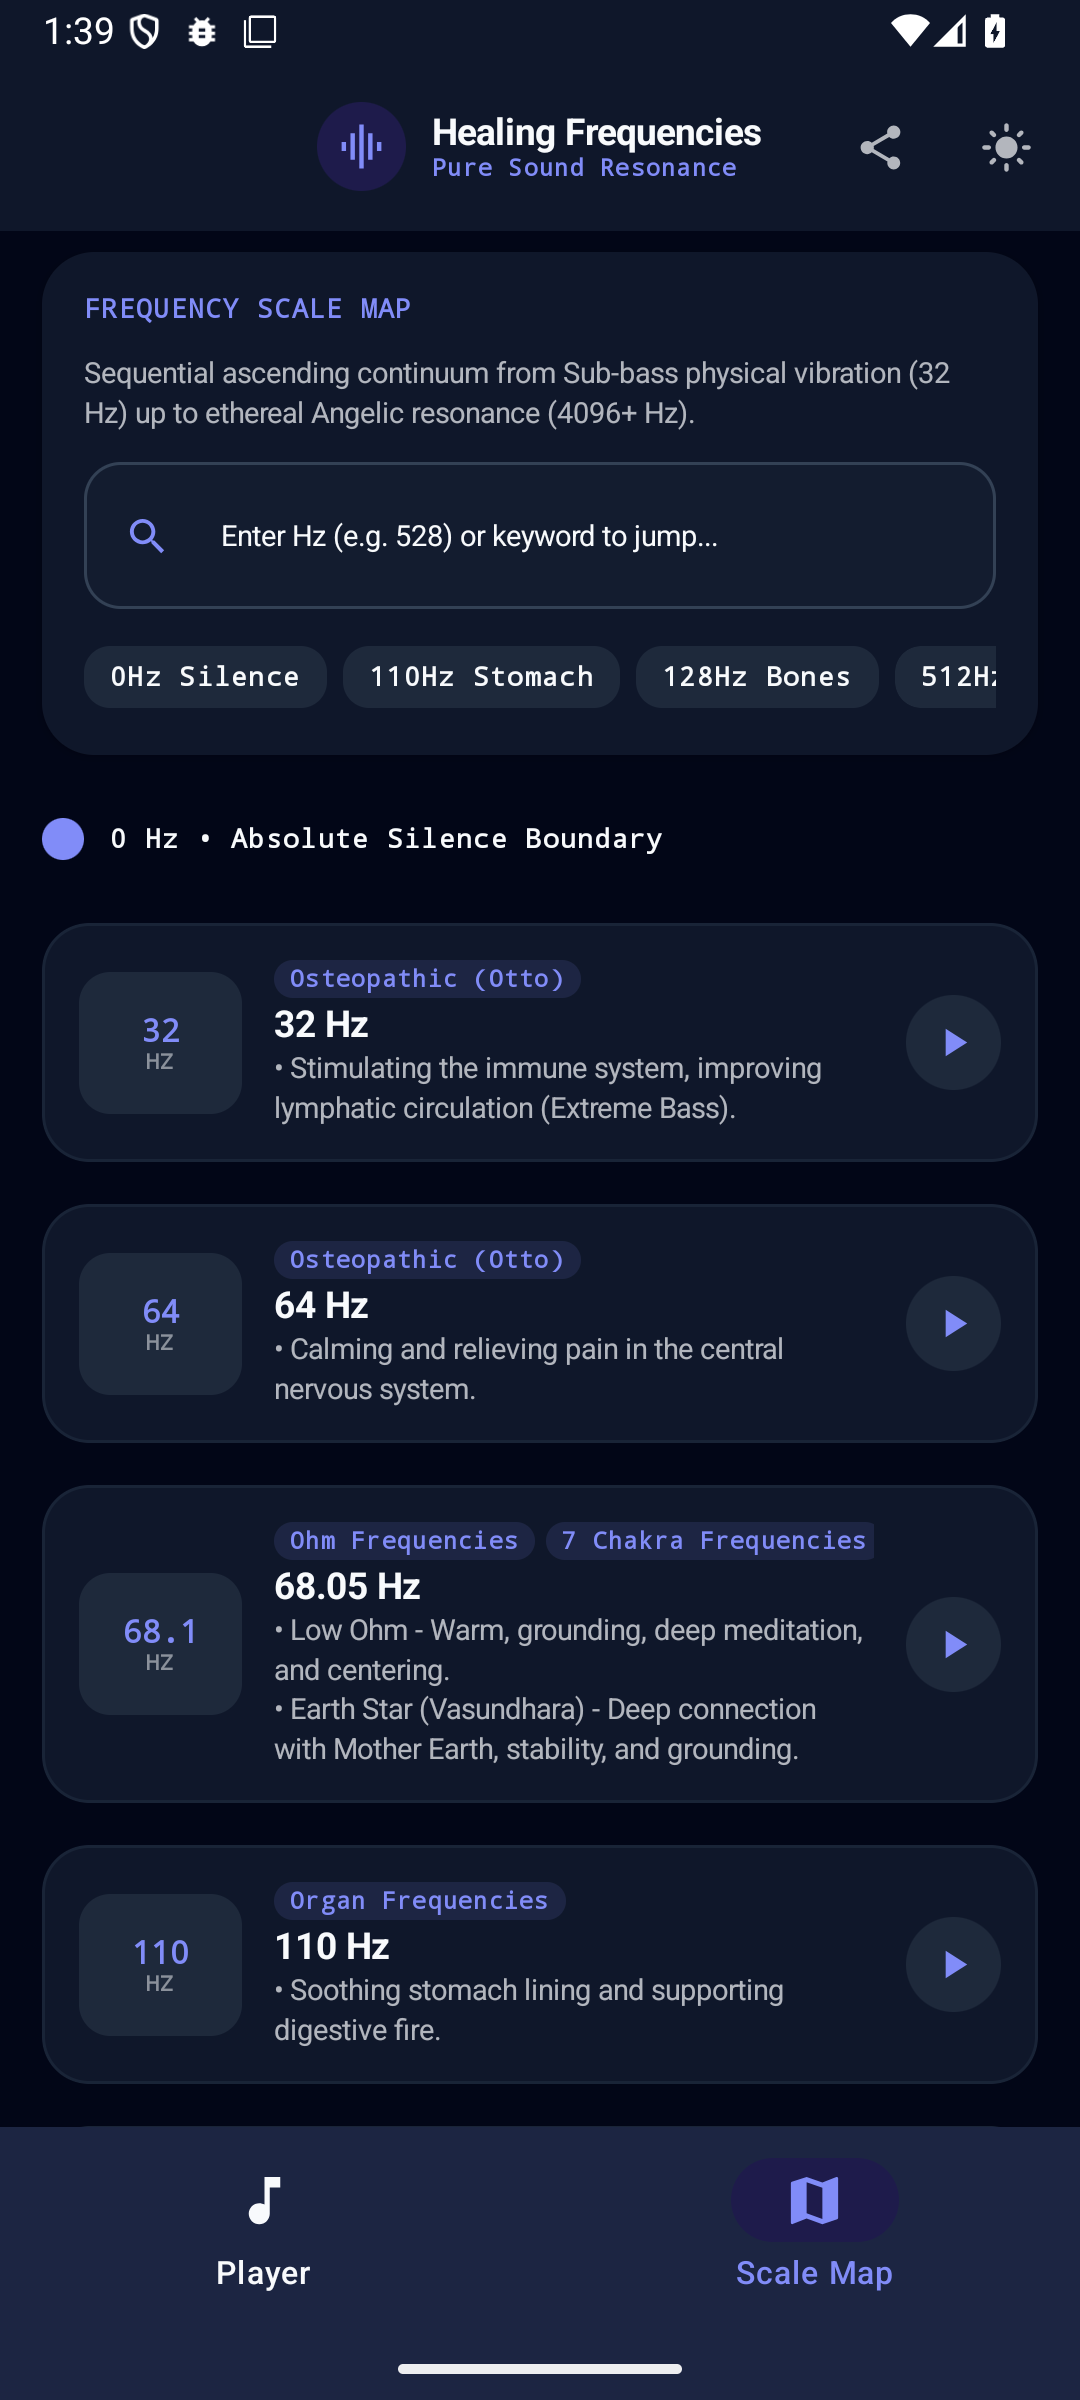 1:39
Healing Frequencies
Pure Sound Resonance
FREQUENCY SCALE MAP
Sequential ascending continuum from Sub-bass physical vibration (32
Hz) up to ethereal Angelic resonance (4096+ Hz).
Enter Hz (e.g. 528) or keyword to jump...
0Hz Silence
110Hz Stomach
128Hz Bones
512Hz
0 Hz • Absolute Silence Boundary
Osteopathic (Otto)
32
HZ
32 Hz
• Stimulating the immune system, improving
lymphatic circulation (Extreme Bass).
Osteopathic (Otto)
64
HZ
64 Hz
• Calming and relieving pain in the central
nervous system.
Ohm Frequencies
7 Chakra Frequencies
68.1
HZ
68.05 Hz
• Low Ohm - Warm, grounding, deep meditation,
and centering.
• Earth Star (Vasundhara) - Deep connection
with Mother Earth, stability, and grounding.
Organ Frequencies
110
HZ
110 Hz
• Soothing stomach lining and supporting
digestive fire.
Player
Scale Map